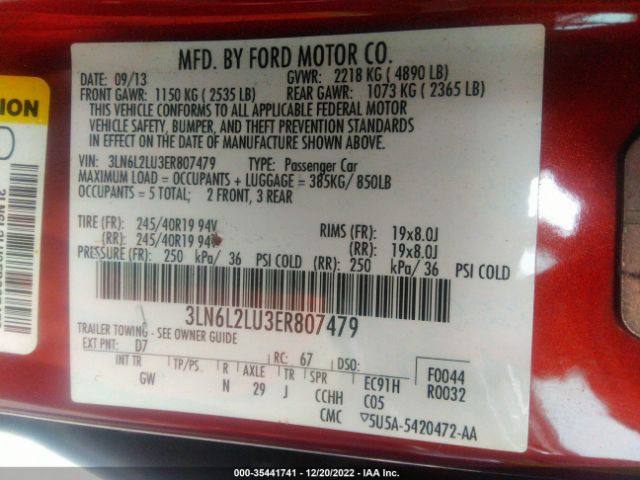 MFD. BY FORD MOTOR CO.
DATE: 09/13 GVWR: 2218 KG ( 4890 LB)
FRONT GAWR: 1150 KG ( 2535 LB) REAR GAWR: 1073 KG ( 2365 LB)
THIS VEHICLE CONFORMS TO ALL APPLICABLE FEDERAL MOTOR
VEHICLE SAFETY, BUMPER, AND THEFT PREVENTION STANDARDS
IN EFFECT ON THE DATE OF MANUFACTURE SHOWN ABOVE.
VIN: 3LN6L2LU3ER807479 TYPE: Passenger Car
MAXIMUM LOAD = OCCUPANTS + LUGGAGE = 385KG/ 850LB
OCCUPANTS = 5 TOTAL; 2 FRONT, 3 REAR
TIRE (FR): 245/40R19 94V RIMS (FR): 19x8.0J
(RR): 245/40R19 94V (RR): 19x8.0J
PRESSURE (FR): 250 kPa/ 36 PSI COLD (RR): 250 kPa/ 36 PSI COLD
3LN6L2LU3ER807479
TRAILER TOWING - SEE OWNER GUIDE
EXT PNT: D7 RC: 67 DSO:
INT TR TP/PS R AXLE TR SPR EC91H F0044
GW N 29 J CCHH C05 R0032
CMC 5U5A-5420472-AA
000-35441741 - 12/20/2022 - IAA Inc.